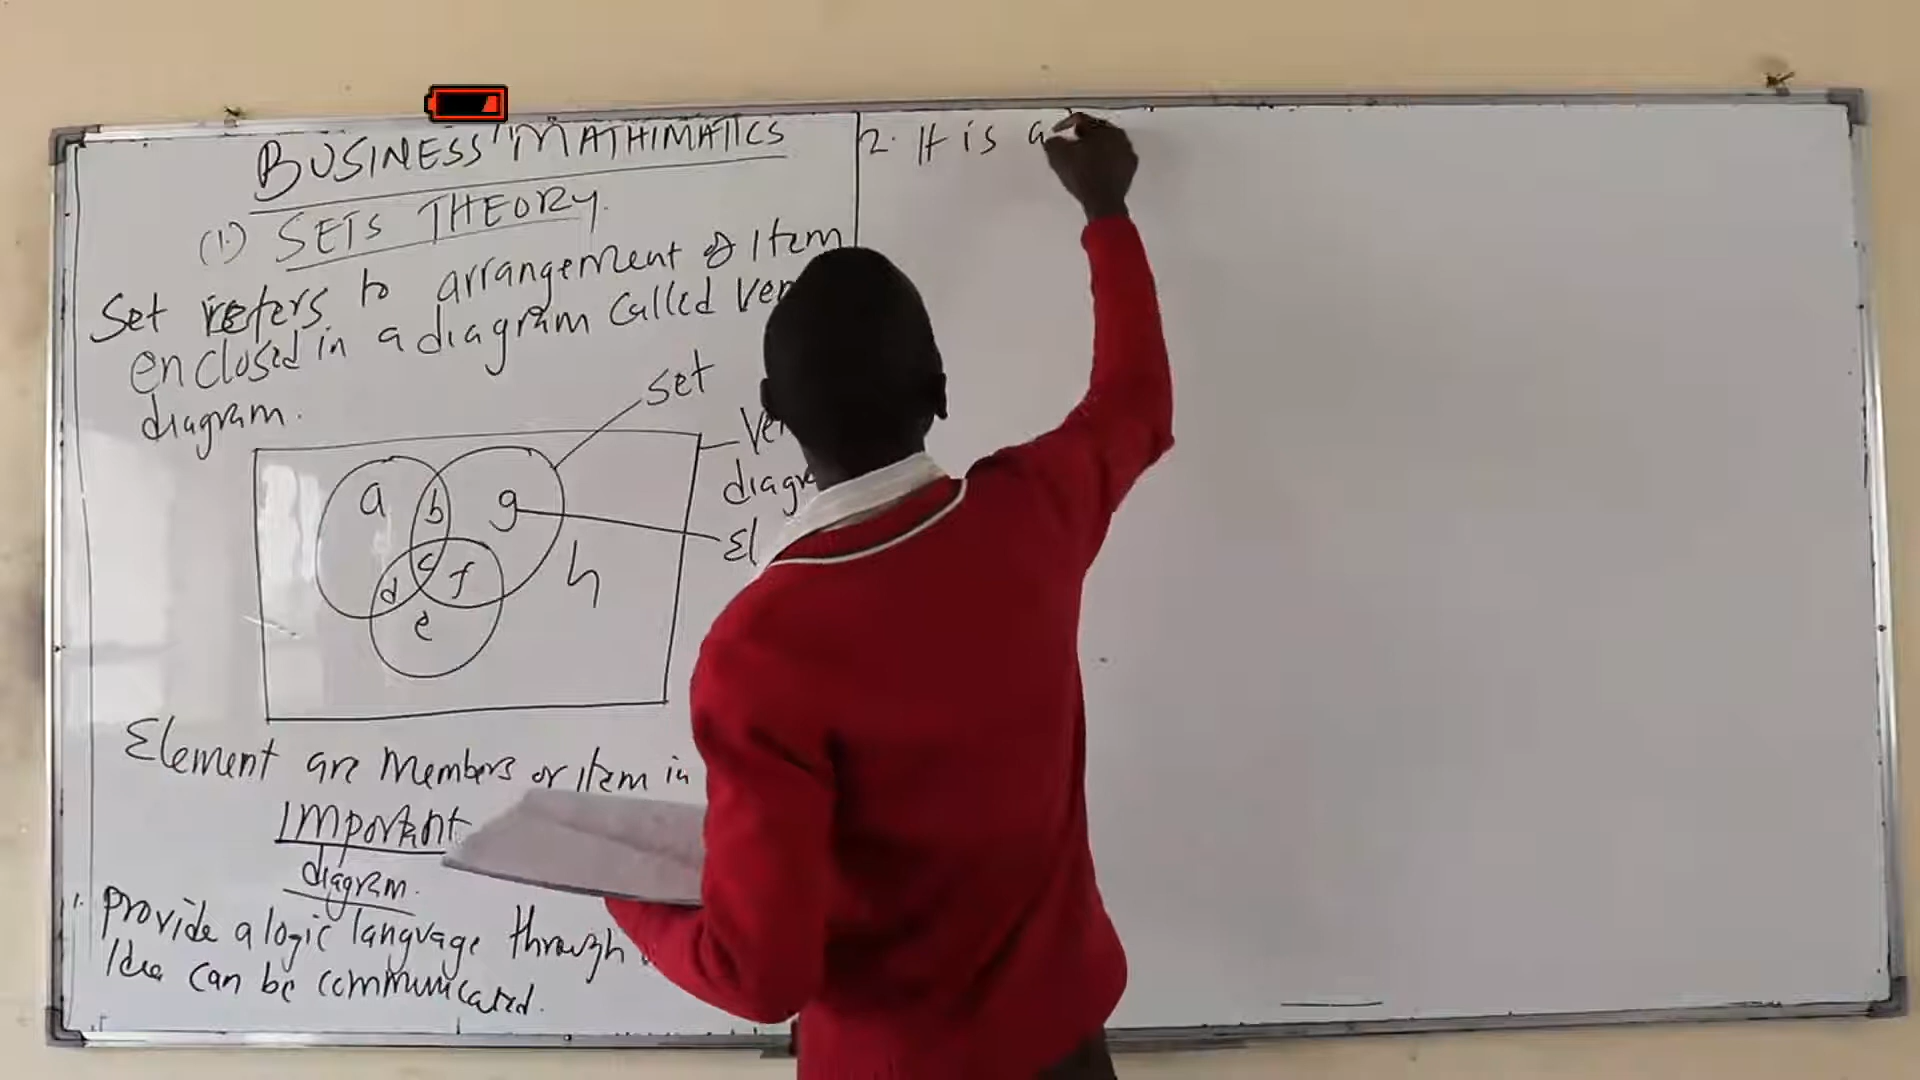 BUSINESS MATHIMATICS
(1.) SETS THEORY.
Set refers to arrangement of Item
enclosed in a diagram called
diagram.
set
a
b
g
c
d
f
h
e
Element are members or item in
Important
diagram.
1. Provide a logic language through
Idea can be communicated.
2. It is a